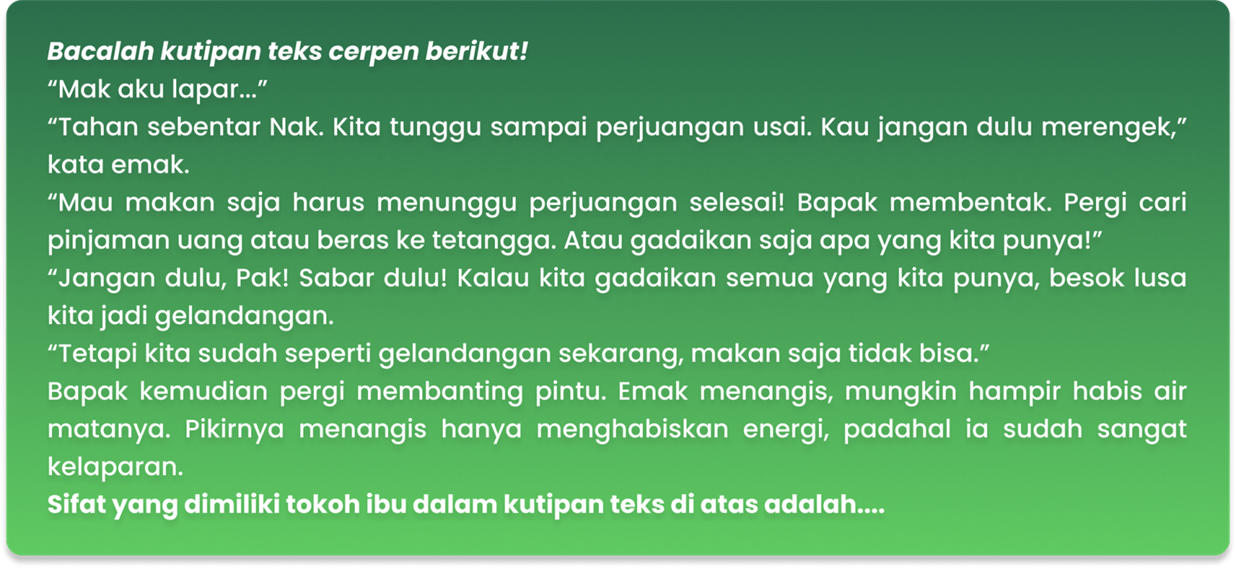 Bacalah kutipan teks cerpen berikut!
“Mak aku lapar...”
“Tahan sebentar Nak. Kita tunggu sampai perjuangan usai. Kau jangan dulu merengek,”
kata emak.
“Mau makan saja harus menunggu perjuangan selesai! Bapak membentak. Pergi cari
pinjaman uang atau beras ke tetangga. Atau gadaikan saja apa yang kita punya!”
“Jangan dulu, Pak! Sabar dulu! Kalau kita gadaikan semua yang kita punya, besok lusa
kita jadi gelandangan.
“Tetapi kita sudah seperti gelandangan sekarang, makan saja tidak bisa.”
Bapak kemudian pergi membanting pintu. Emak menangis, mungkin hampir habis air
matanya. Pikirnya menangis hanya menghabiskan energi, padahal ia sudah sangat
kelaparan.
Sifat yang dimiliki tokoh ibu dalam kutipan teks di atas adalah....